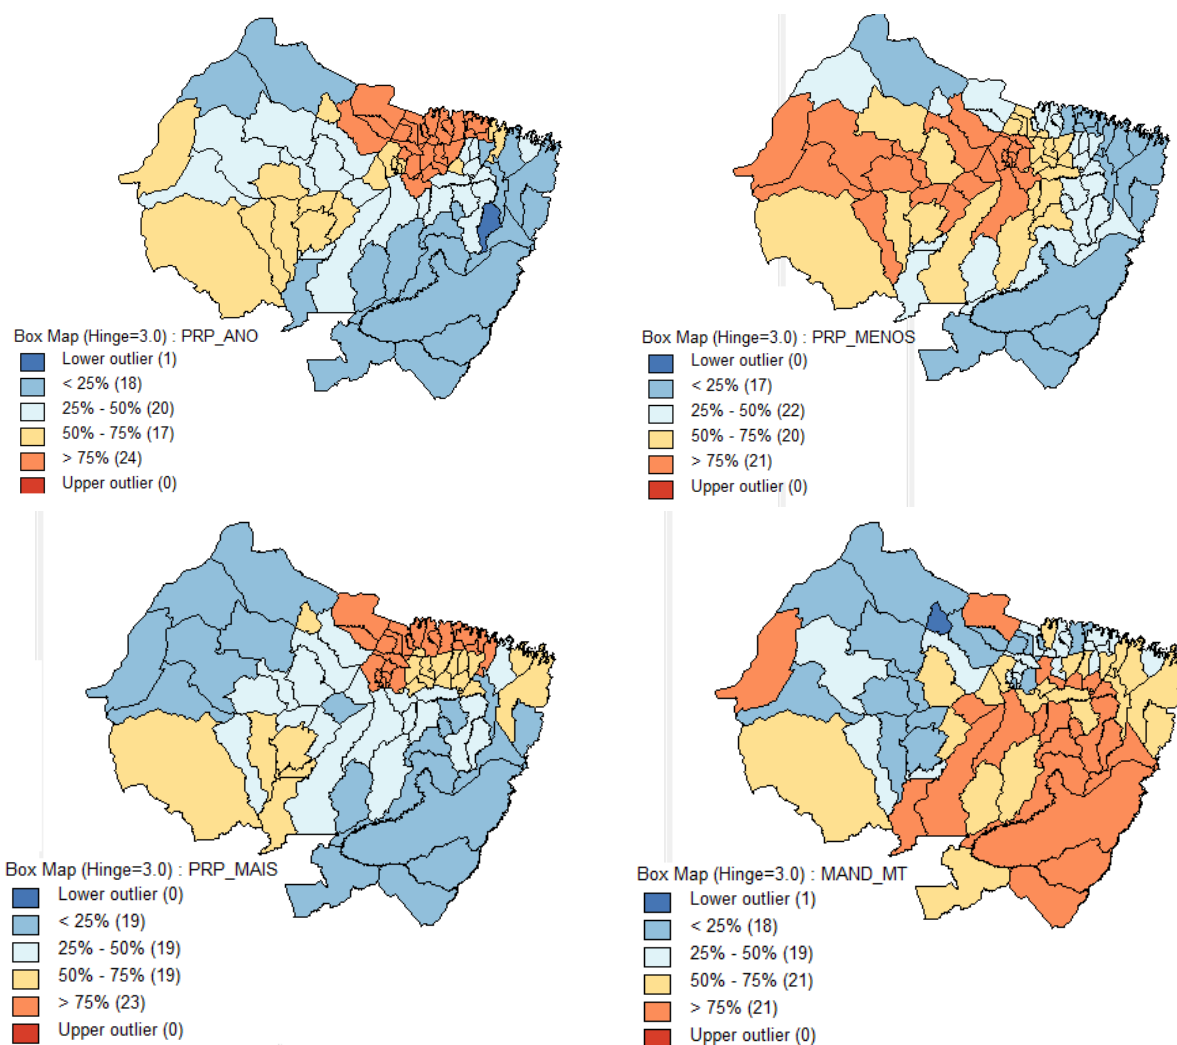 Box Map (Hinge=3.0) : PRP_ANO
Lower outlier (1)
< 25% (18)
25% - 50% (20)
50% - 75% (17)
> 75% (24)
Upper outlier (0)
Box Map (Hinge=3.0) : PRP_MENOS
Lower outlier (0)
< 25% (17)
25% - 50% (22)
50% - 75% (20)
> 75% (21)
Upper outlier (0)
Box Map (Hinge=3.0) : PRP_MAIS
Lower outlier (0)
< 25% (19)
25% - 50% (19)
50% - 75% (19)
> 75% (23)
Upper outlier (0)
Box Map (Hinge=3.0) : MAND_MT
Lower outlier (1)
< 25% (18)
25% - 50% (19)
50% - 75% (21)
> 75% (21)
Upper outlier (0)